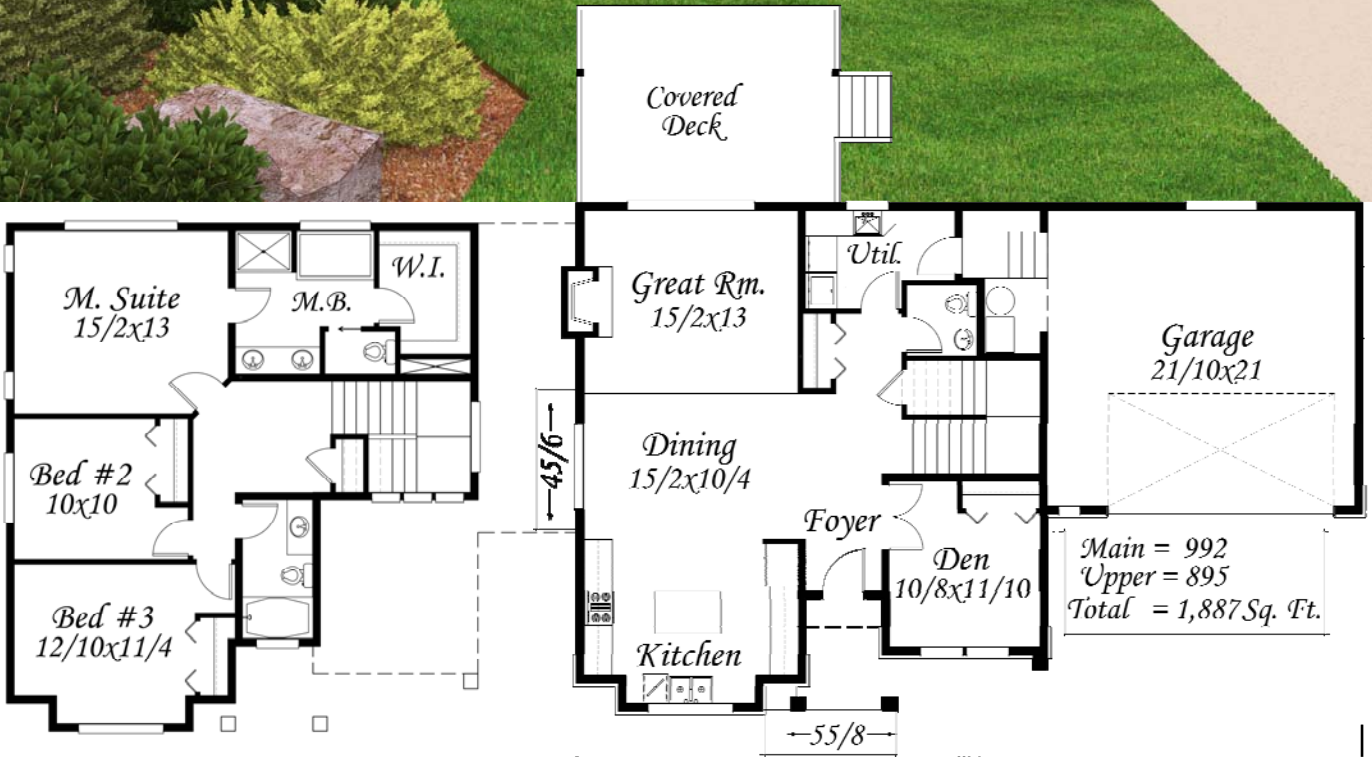 Covered
Deck
M. Suite
15/2x13
M.B.
W.I.
Bed #2
10x10
Bed #3
12/10x11/4
Great Rm.
15/2x13
Util.
Garage
21/10x21
45/6
Dining
15/2x10/4
Foyer
Den
10/8x11/10
Kitchen
55/8
Main = 992
Upper = 895
Total = 1,887 Sq. Ft.